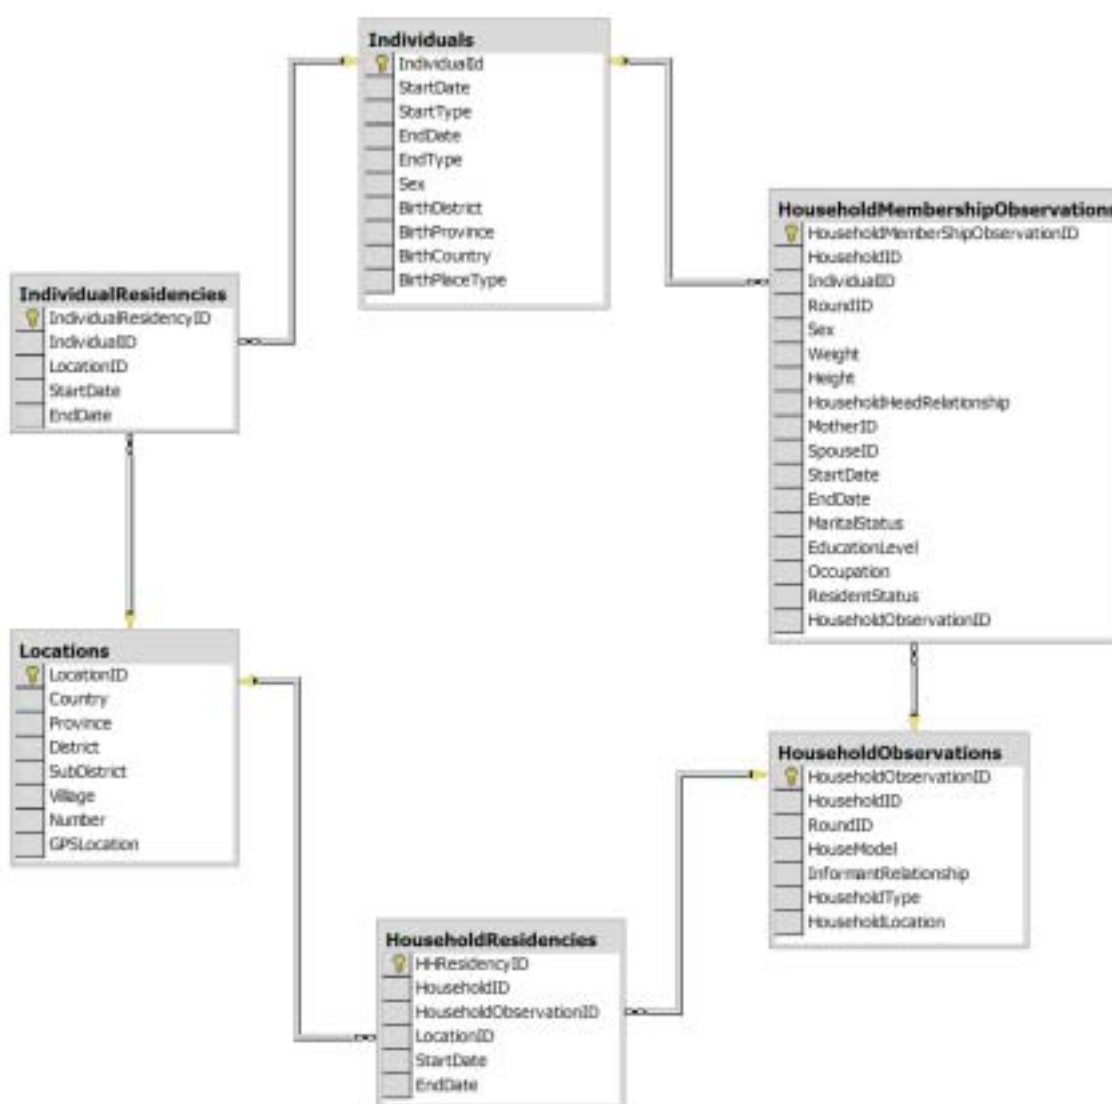 Individuals
IndividualId
StartDate
StartType
EndDate
EndType
Sex
BirthDistrict
BirthProvince
BirthCountry
BirthPlaceType
HouseholdMembershipObservations
HouseholdMemberShipObservationID
HouseholdID
IndividualID
RoundID
Sex
Weight
Height
HouseholdHeadRelationship
MotherID
SpouseID
StartDate
EndDate
MaritalStatus
EducationLevel
Occupation
ResidentStatus
HouseholdObservationID
IndividualResidencies
IndividualResidencyID
IndividualID
LocationID
StartDate
EndDate
Locations
LocationID
Country
Province
District
SubDistrict
Village
Number
GPSLocation
HouseholdObservations
HouseholdObservationID
HouseholdID
RoundID
HouseModel
InformantRelationship
HouseholdType
HouseholdLocation
HouseholdResidencies
HHResidencyID
HouseholdID
HouseholdObservationID
LocationID
StartDate
EndDate